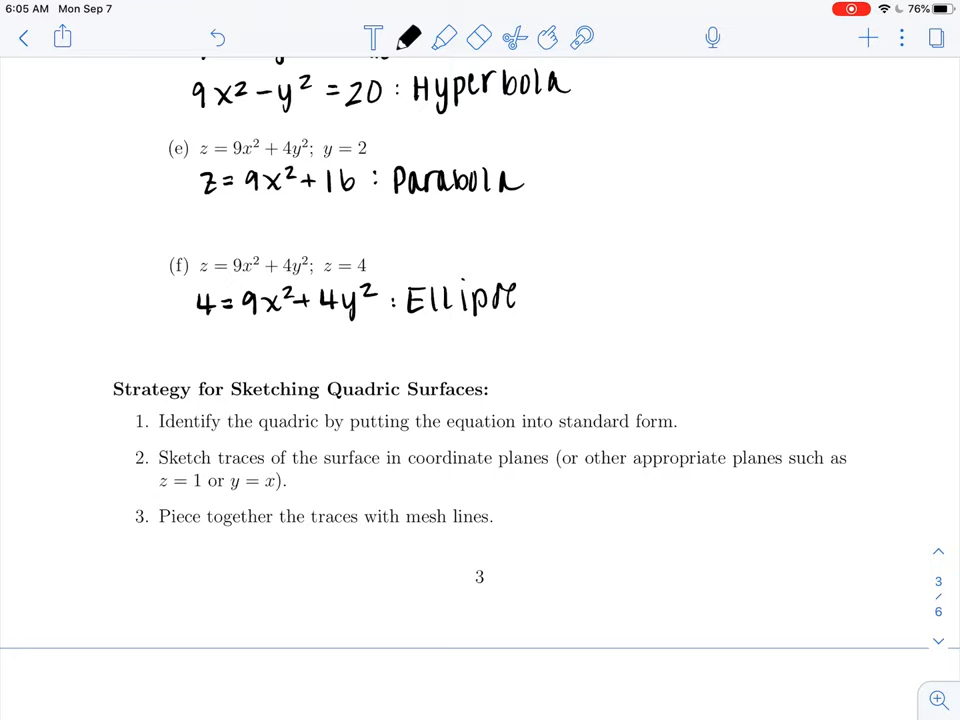 6:05 AM Mon Sep 7
76%
9x² - y² = 20 : Hyperbola
(e) z = 9x² + 4y²; y = 2
z = 9x² + 16 : Parabola
(f) z = 9x² + 4y²; z = 4
4 = 9x² + 4y² : Ellipse
Strategy for Sketching Quadric Surfaces:
1. Identify the quadric by putting the equation into standard form.
2. Sketch traces of the surface in coordinate planes (or other appropriate planes such as
z = 1 or y = x).
3. Piece together the traces with mesh lines.
3
3
/
6